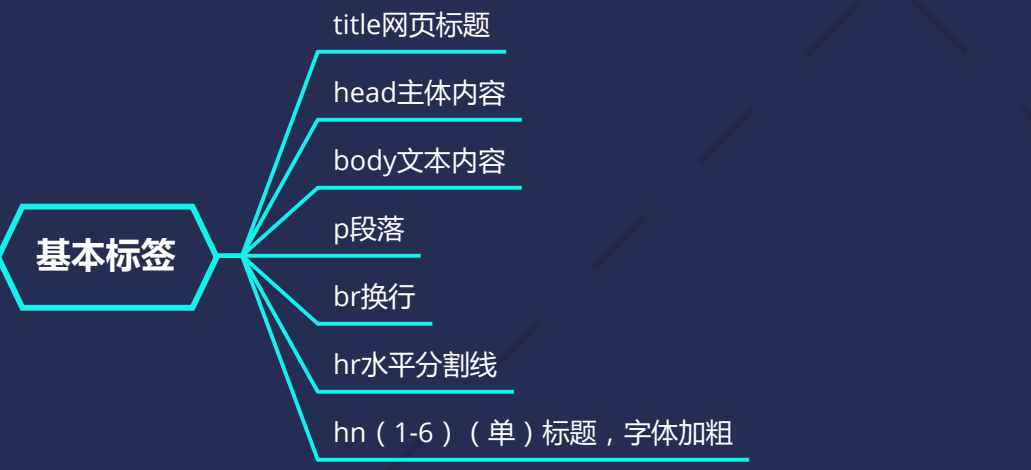 title网页标题
head主体内容
body文本内容
基本标签
p段落
br换行
hr水平分割线
hn（1-6）（单）标题，字体加粗